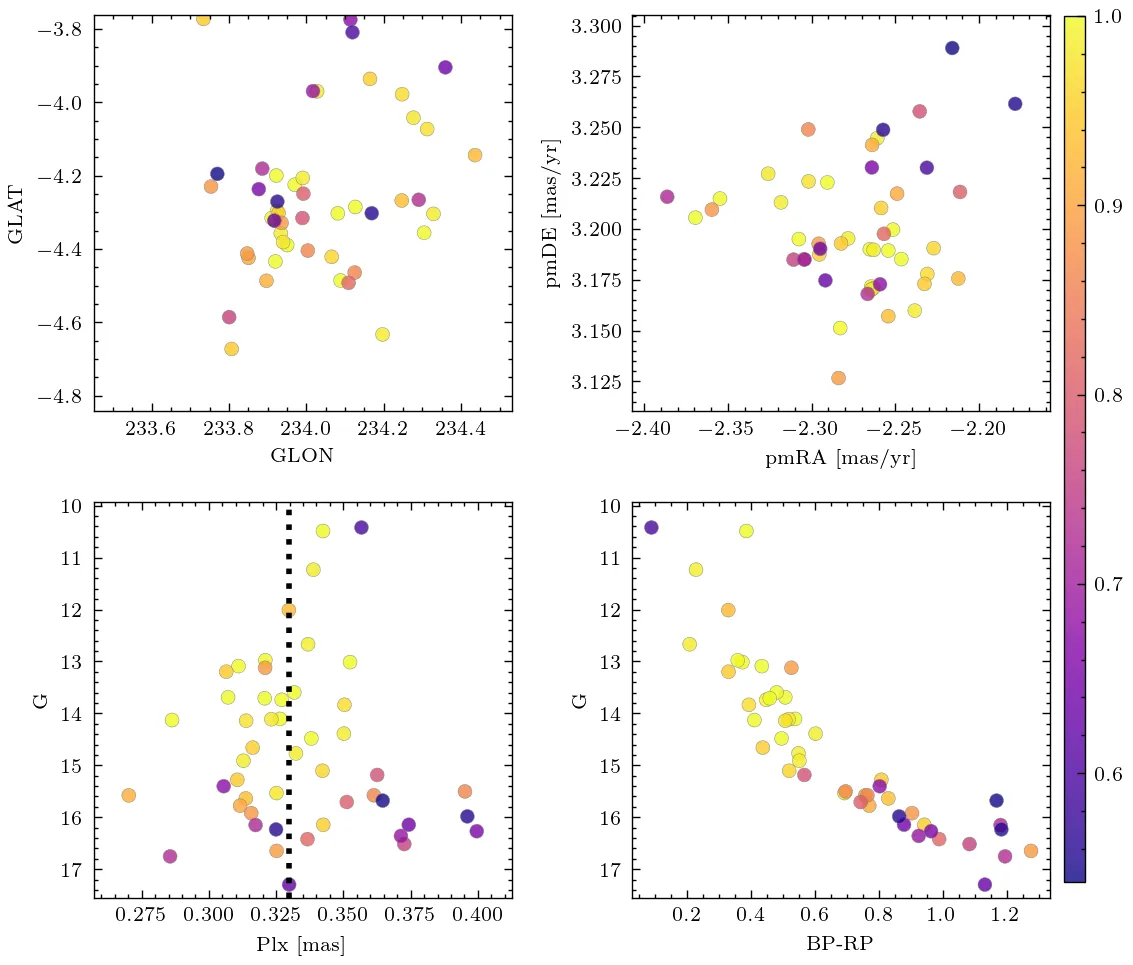 −3.8
−4.0
−4.2
−4.4
−4.6
−4.8
GLAT
233.6 233.8 234.0 234.2 234.4
GLON
3.300
3.275
3.250
3.225
3.200
3.175
3.150
3.125
pmDE [mas/yr]
−2.40 −2.35 −2.30 −2.25 −2.20
pmRA [mas/yr]
1.0
0.9
0.8
0.7
0.6
10
11
12
13
14
15
16
17
G
0.275 0.300 0.325 0.350 0.375 0.400
Plx [mas]
10
11
12
13
14
15
16
17
G
0.2 0.4 0.6 0.8 1.0 1.2
BP-RP